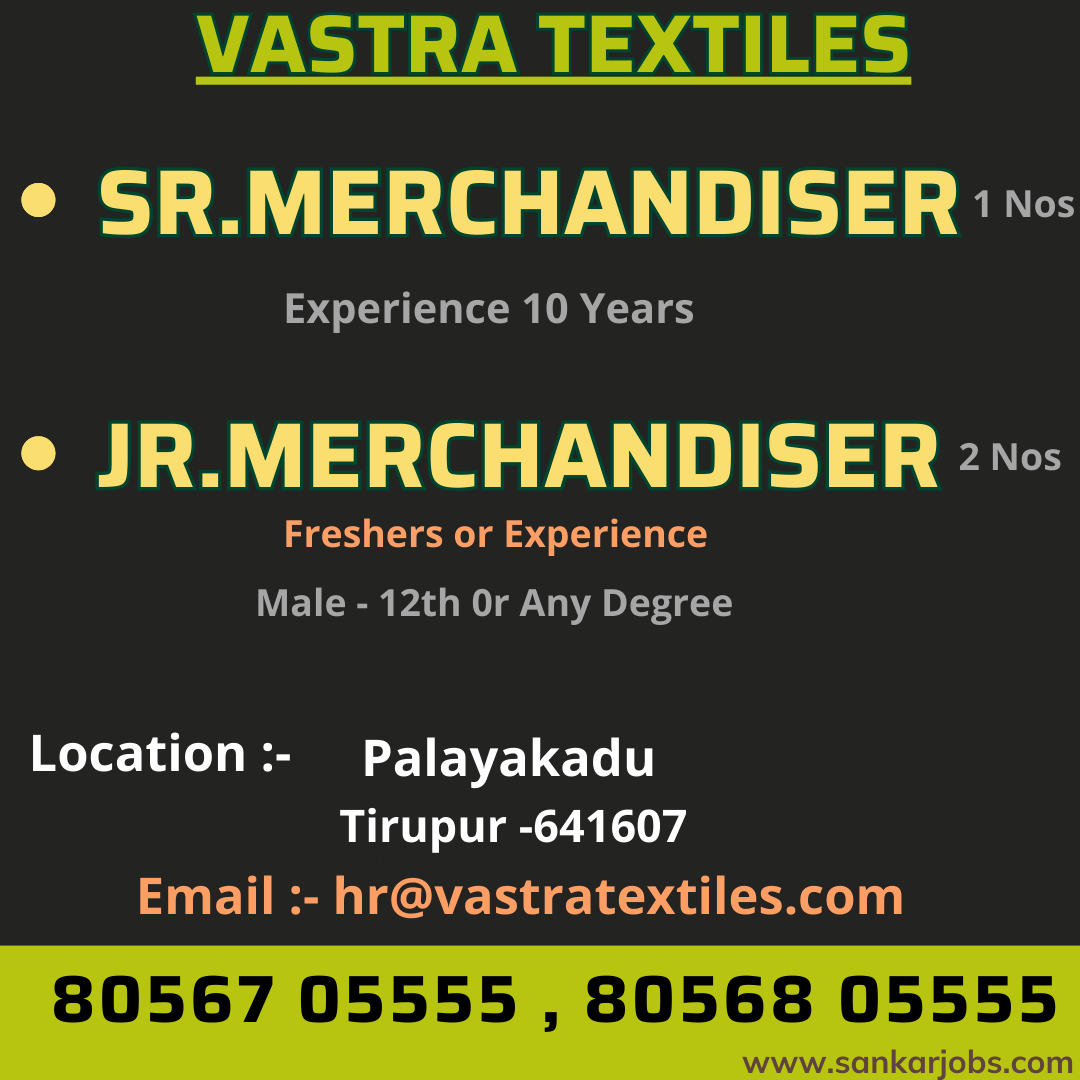 VASTRA TEXTILES
• SR.MERCHANDISER 1 Nos
Experience 10 Years
• JR.MERCHANDISER 2 Nos
Freshers or Experience
Male - 12th 0r Any Degree
Location :- Palayakadu
Tirupur -641607
Email :- hr@vastratextiles.com
80567 05555 , 80568 05555
www.sankarjobs.com